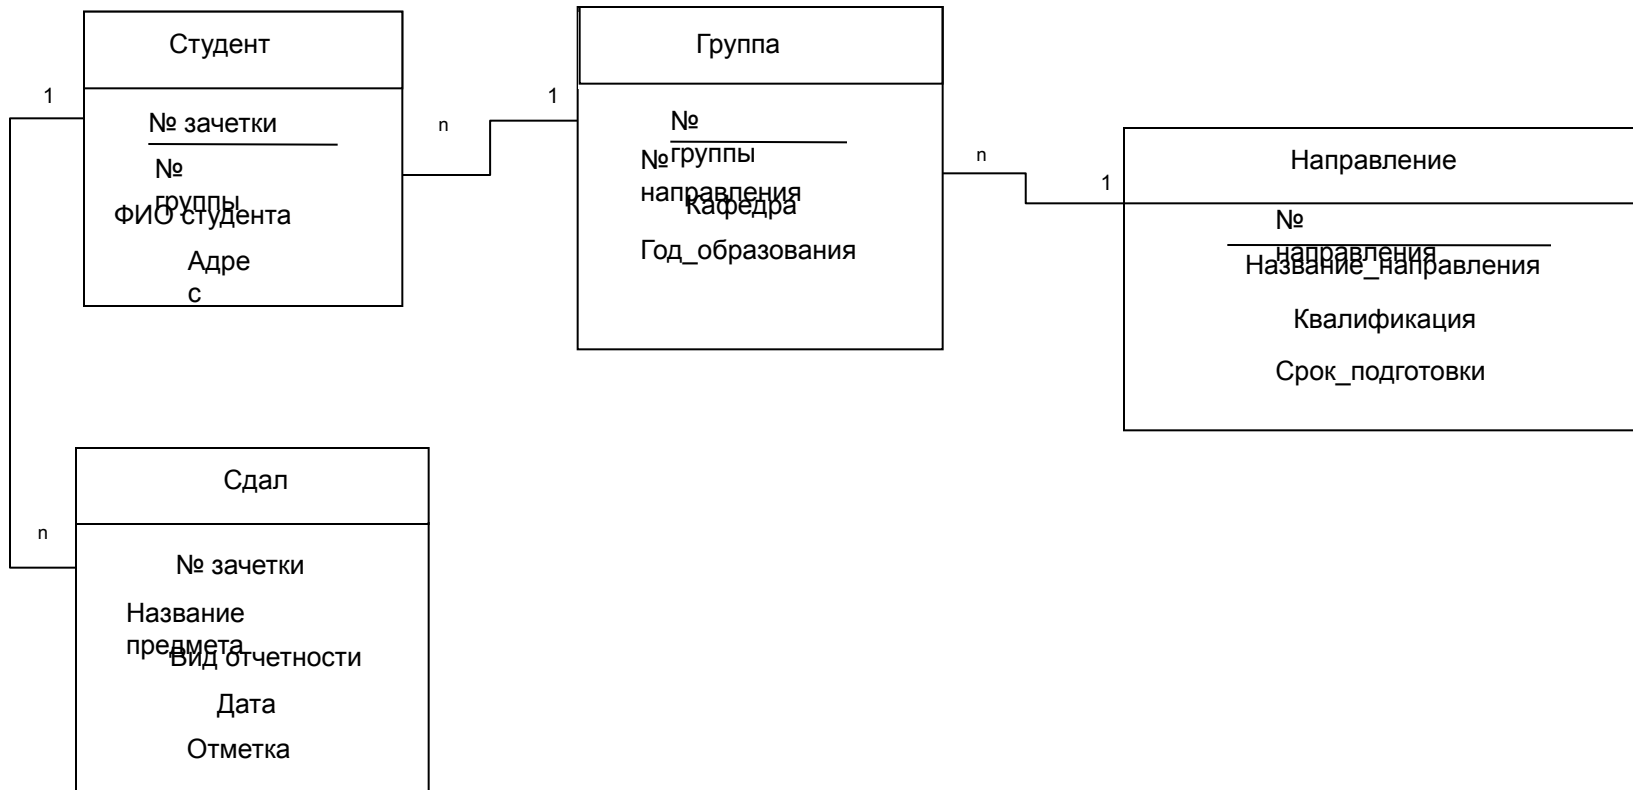 Студент
1
№ зачетки
№
группы
ФИО студента
Адре
с
n
1
Группа
№
группы
№
направления
Кафедра
Год_образования
n
1
Направление
№
направления
Название_направления
Квалификация
Срок_подготовки
Сдал
n
№ зачетки
Название
предмета
Вид отчетности
Дата
Отметка